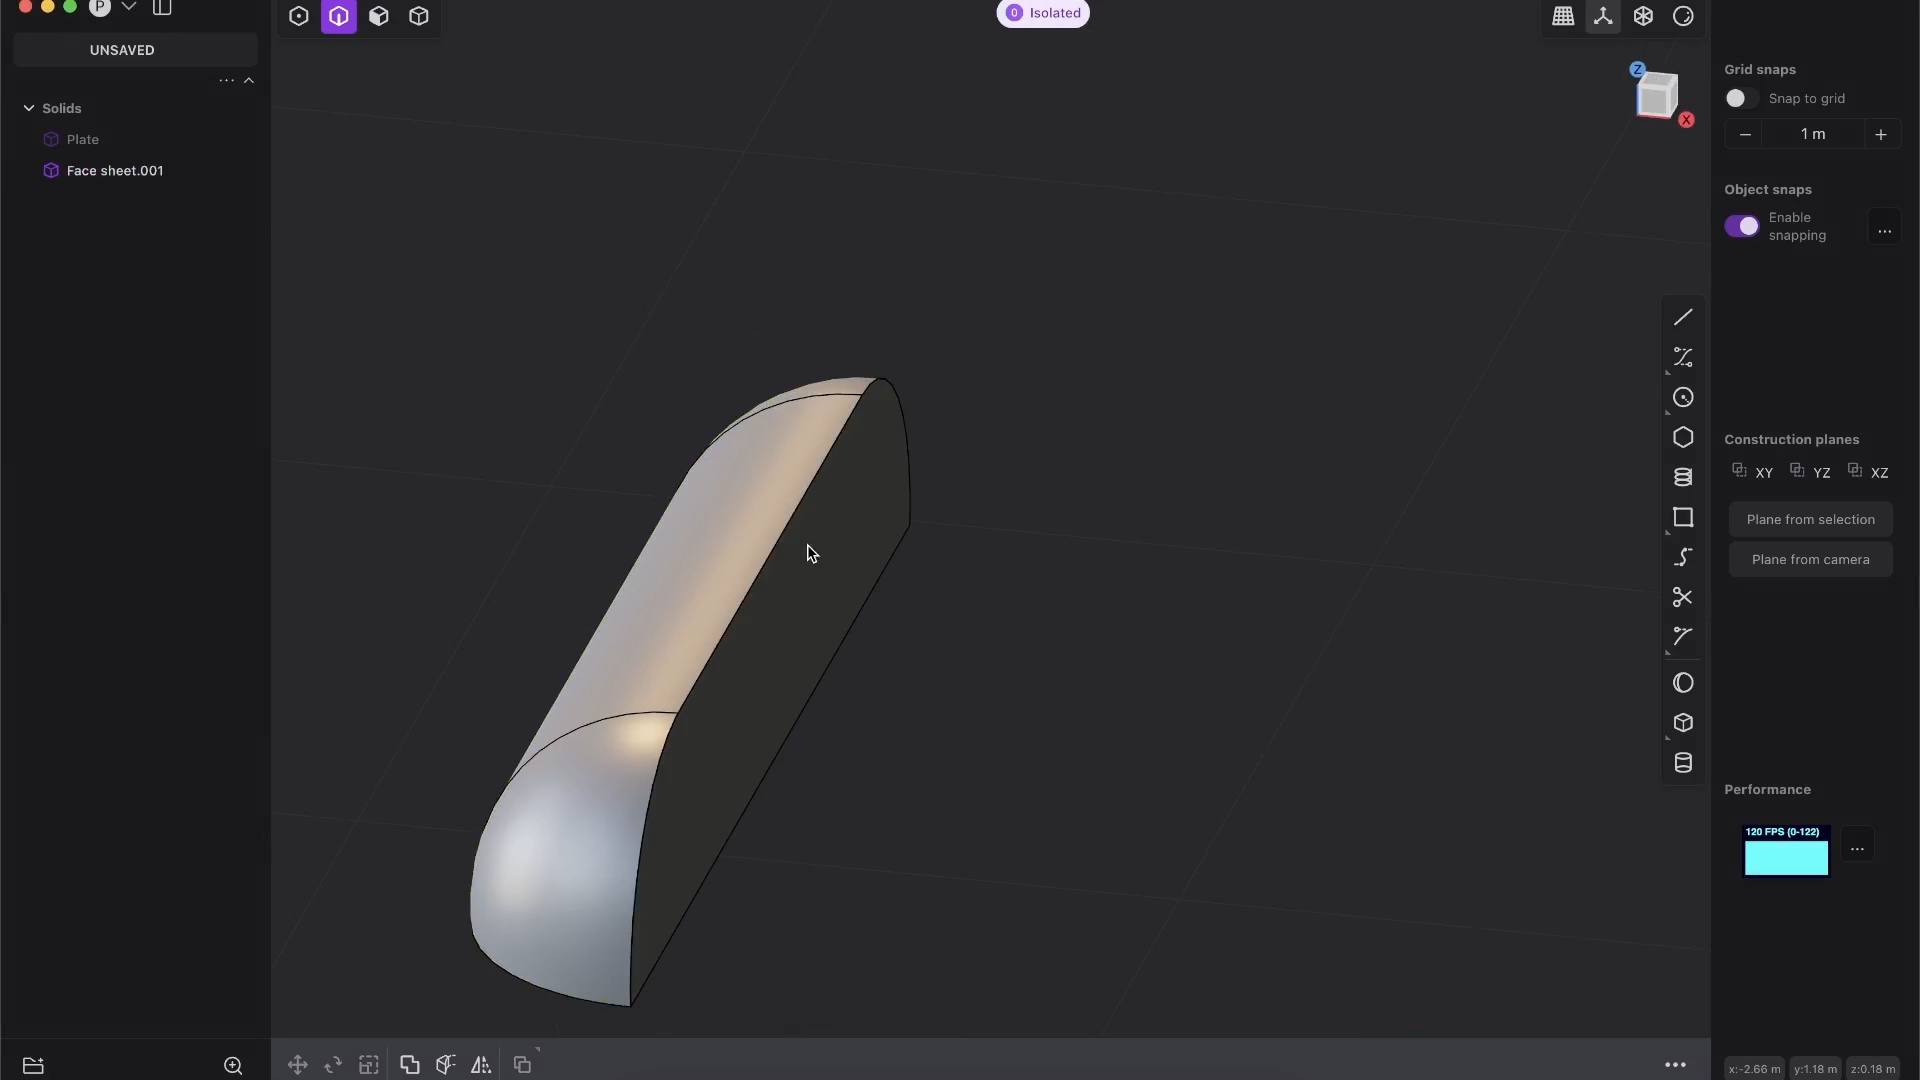 P
Isolated
0
UNSAVED
Solids
Plate
Face sheet.001
Z
X
Grid snaps
Snap to grid
1 m
Object snaps
Enable
snapping
Construction planes
XY
YZ
XZ
Plane from selection
Plane from camera
Performance
120 FPS (0-122)
x:-2.66 m
y:1.18 m
z:0.18 m